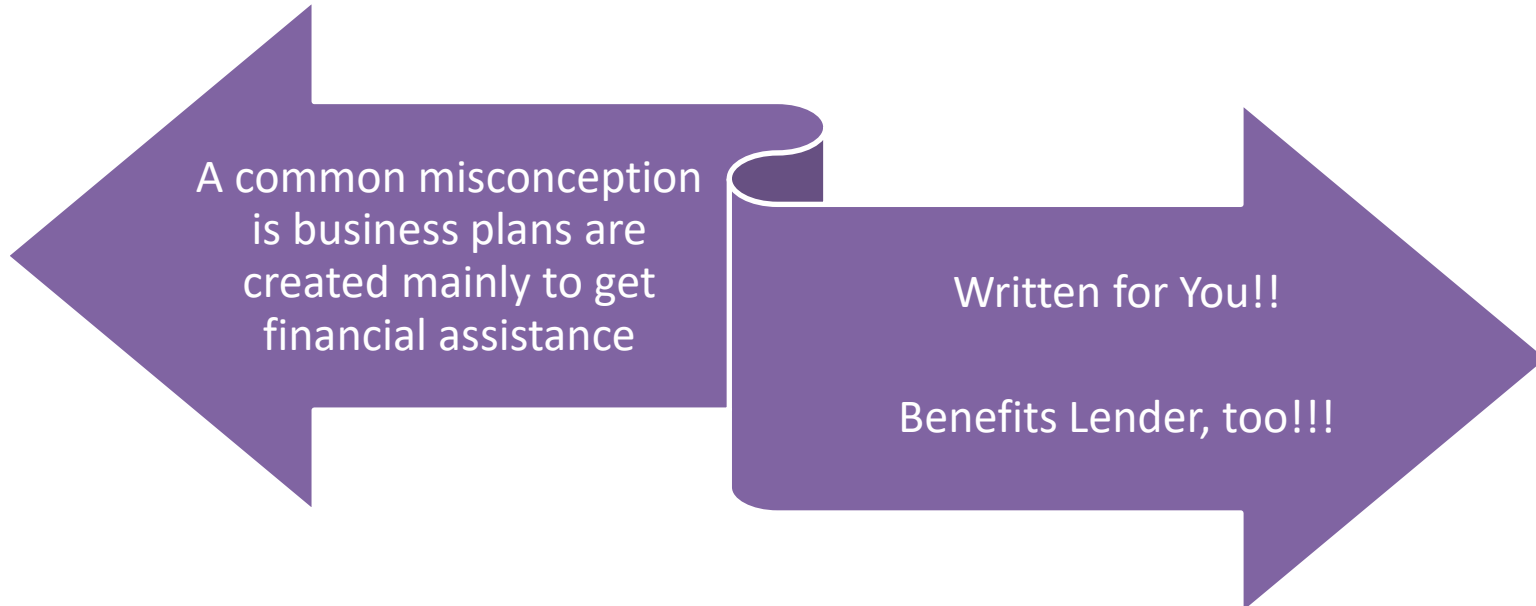 A common misconception
is business plans are
created mainly to get
financial assistance
Written for You!!
Benefits Lender, too!!!